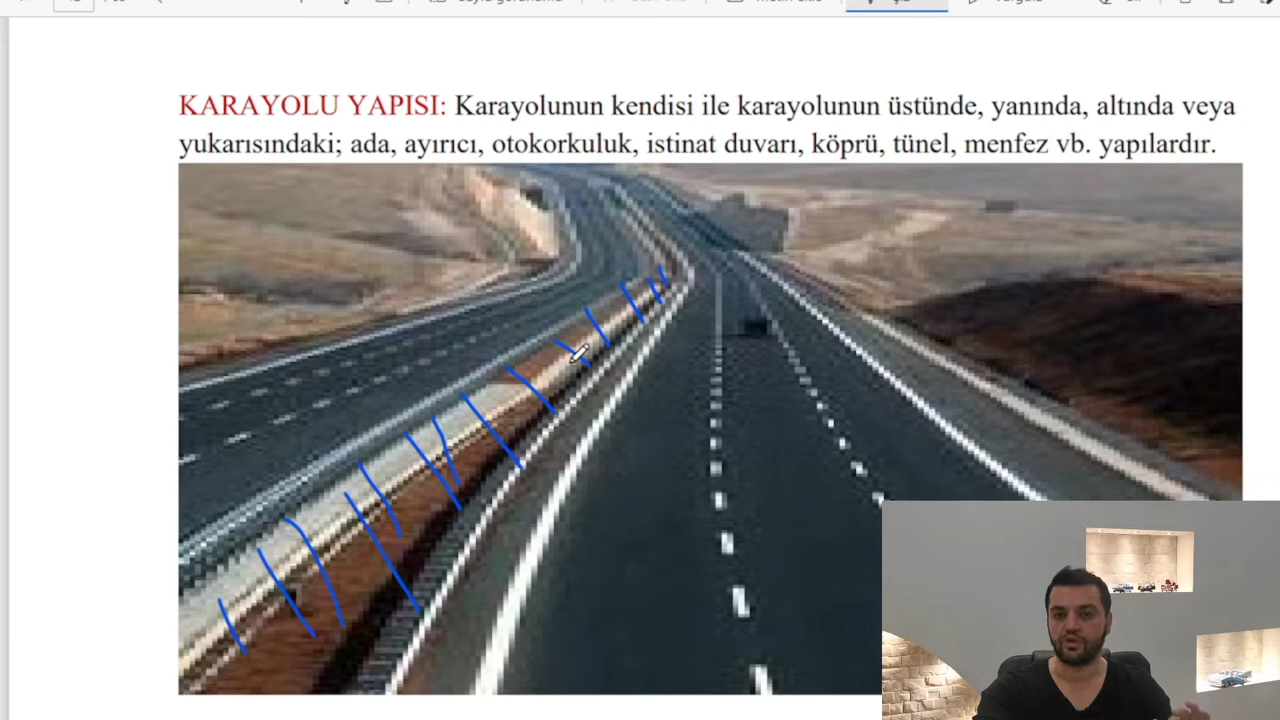 KARAYOLU YAPISI: Karayolunun kendisi ile karayolunun üstünde, yanında, altında veya
yukarısındaki; ada, ayırıcı, otokorkuluk, istinat duvarı, köprü, tünel, menfez vb. yapılardır.